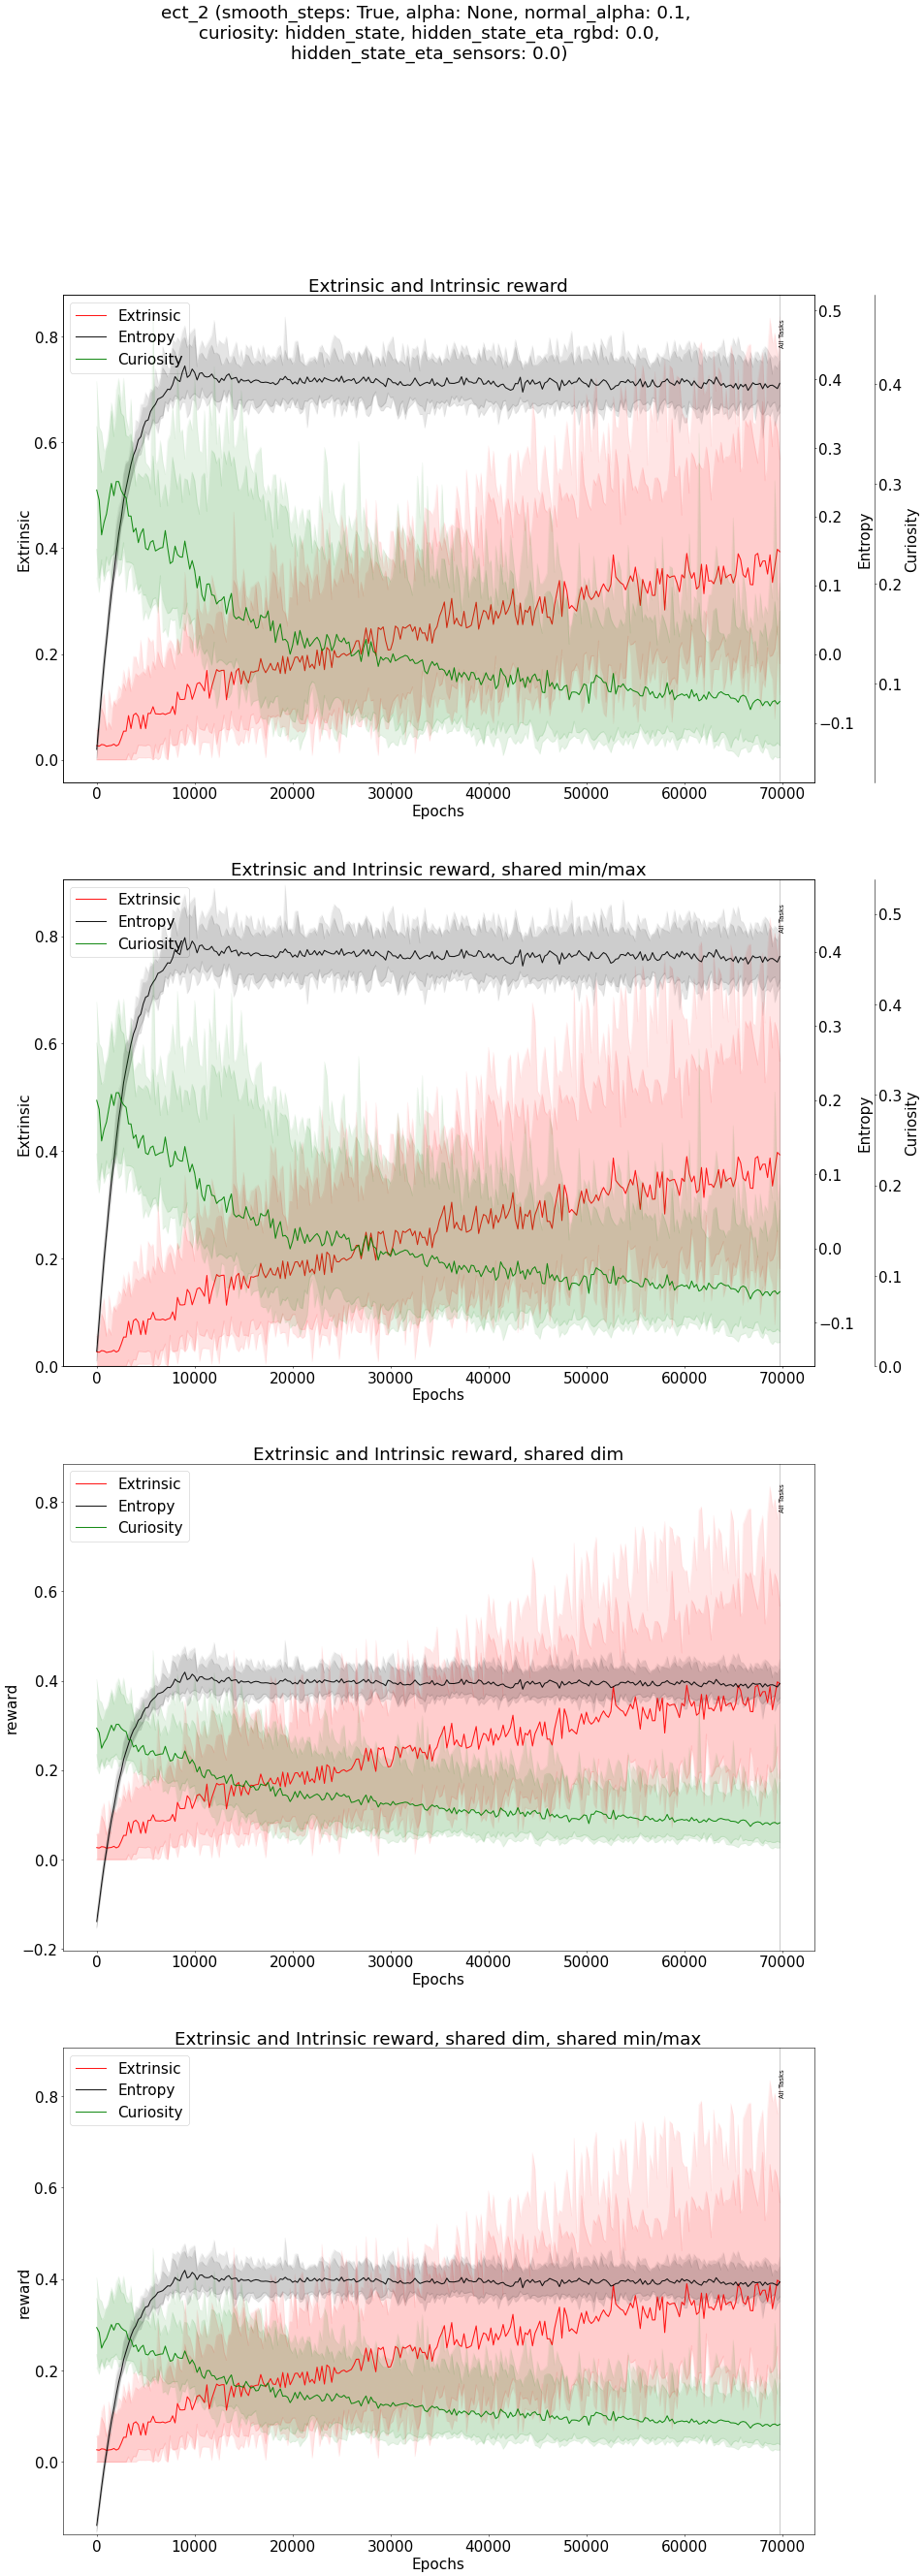 ect_2 (smooth_steps: True, alpha: None, normal_alpha: 0.1,
curiosity: hidden_state, hidden_state_eta_rgbd: 0.0,
hidden_state_eta_sensors: 0.0)
Extrinsic and Intrinsic reward
Extrinsic
Entropy
Curiosity
All Tasks
0.8
0.6
0.4
0.2
0.0
Extrinsic
0.5
0.4
0.3
0.2
0.1
0.0
−0.1
Entropy
0.4
0.3
0.2
0.1
Curiosity
0 10000 20000 30000 40000 50000 60000 70000
Epochs
Extrinsic and Intrinsic reward, shared min/max
Extrinsic
Entropy
Curiosity
All Tasks
0.8
0.6
0.4
0.2
0.0
Extrinsic
0.4
0.3
0.2
0.1
0.0
−0.1
Entropy
0.5
0.4
0.3
0.2
0.1
0.0
Curiosity
0 10000 20000 30000 40000 50000 60000 70000
Epochs
Extrinsic and Intrinsic reward, shared dim
Extrinsic
Entropy
Curiosity
All Tasks
0.8
0.6
0.4
0.2
0.0
−0.2
reward
0 10000 20000 30000 40000 50000 60000 70000
Epochs
Extrinsic and Intrinsic reward, shared dim, shared min/max
Extrinsic
Entropy
Curiosity
All Tasks
0.8
0.6
0.4
0.2
0.0
reward
0 10000 20000 30000 40000 50000 60000 70000
Epochs